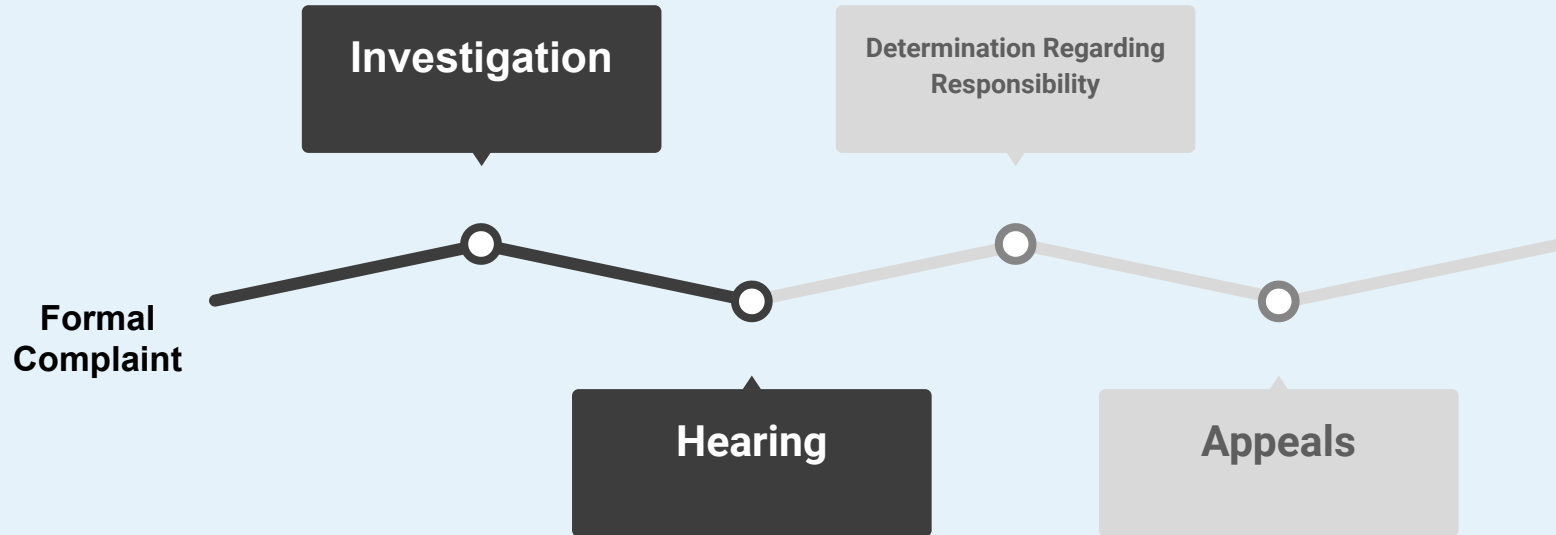 Investigation
Determination Regarding
Responsibility
Formal
Complaint
Hearing
Appeals